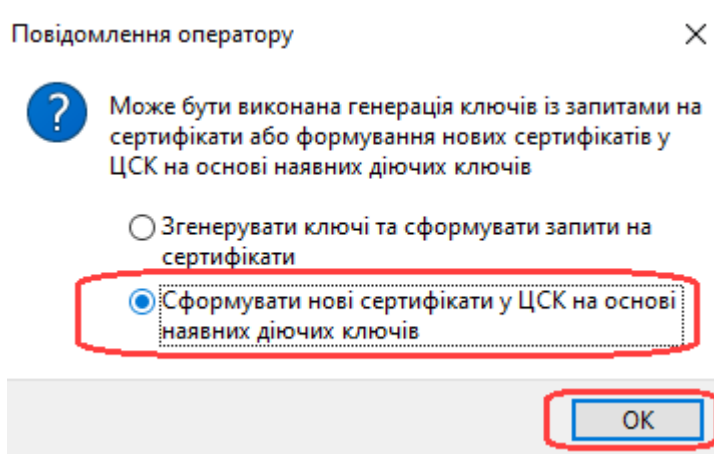 Повідомлення оператору
Може бути виконана генерація ключів із запитами на
сертифікати або формування нових сертифікатів у
ЦСК на основі наявних діючих ключів
Згенерувати ключі та сформувати запити на
сертифікати
Сформувати нові сертифікати у ЦСК на основі
наявних діючих ключів
OK